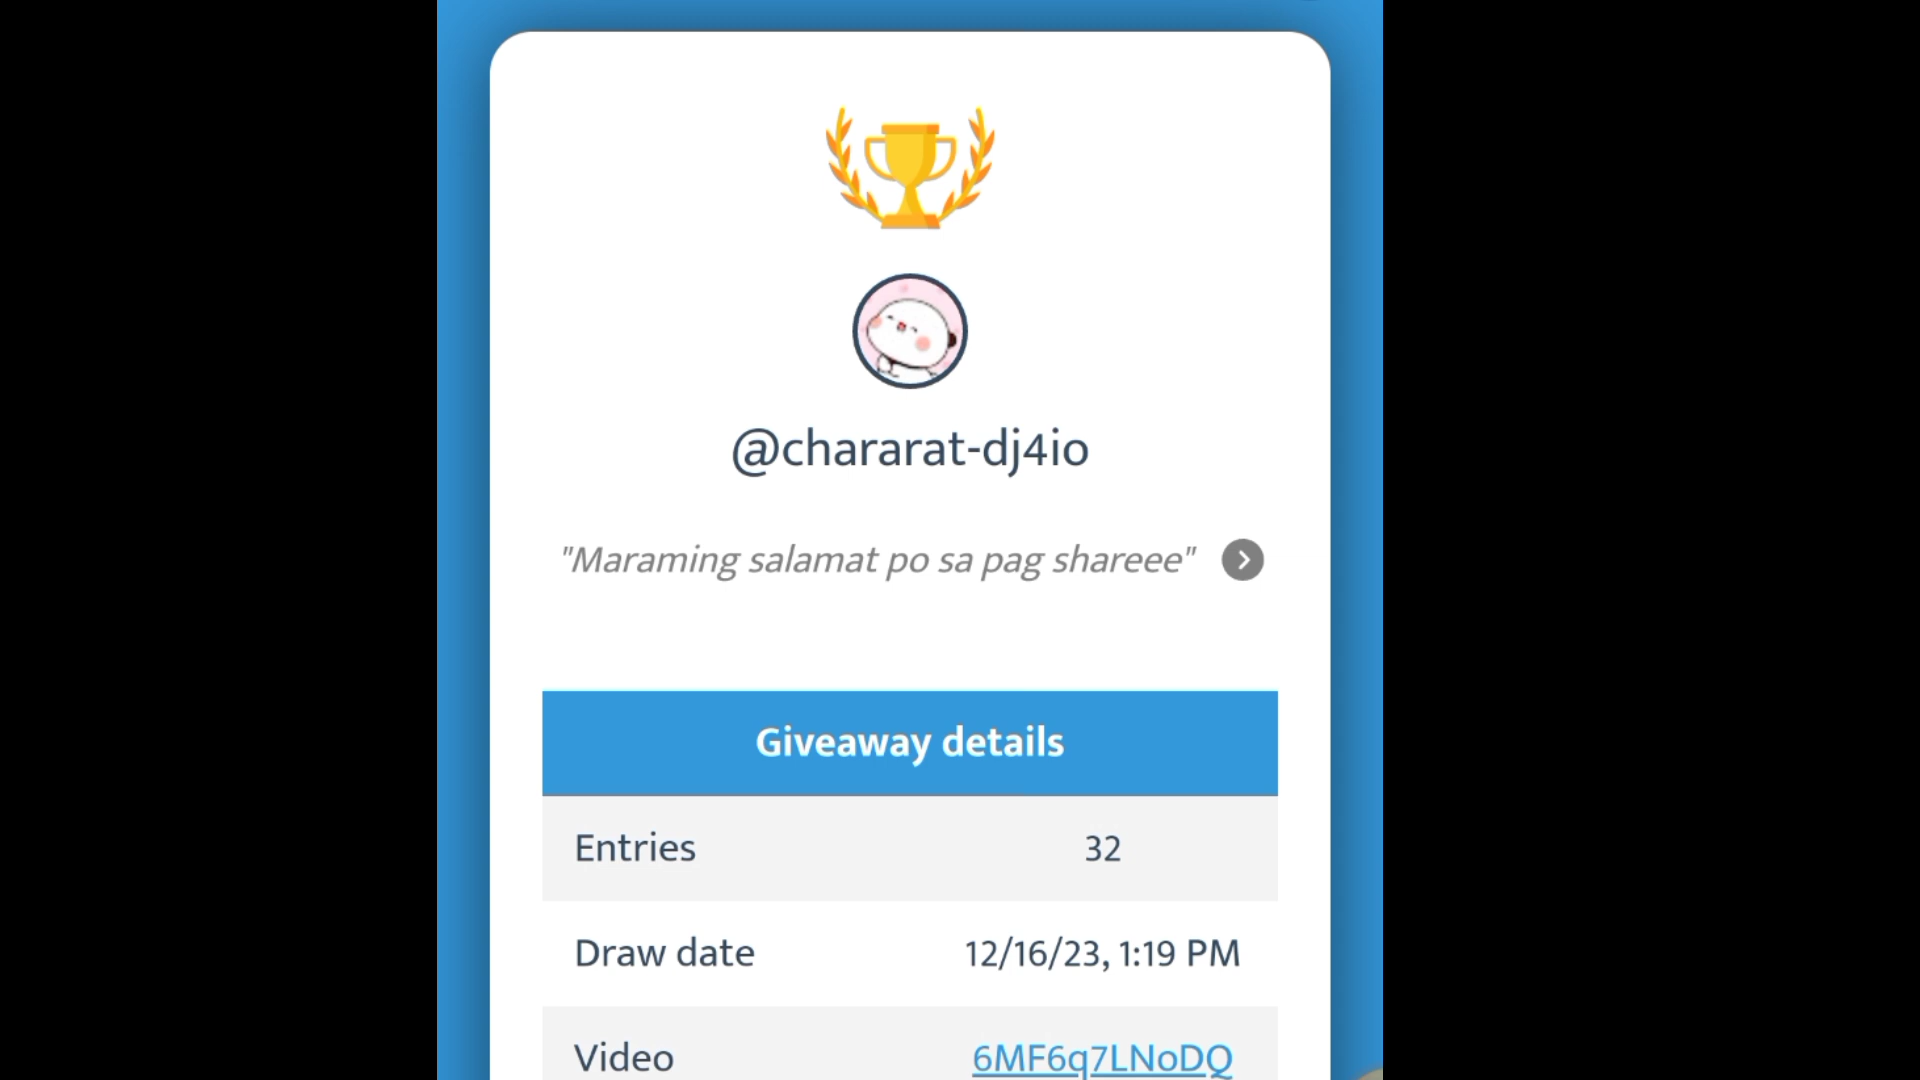 @chararat-dj4io
"Maraming salamat po sa pag shareee"
Giveaway details
Entries 32
Draw date 12/16/23, 1:19 PM
Video 6MF6q7LNoDQ